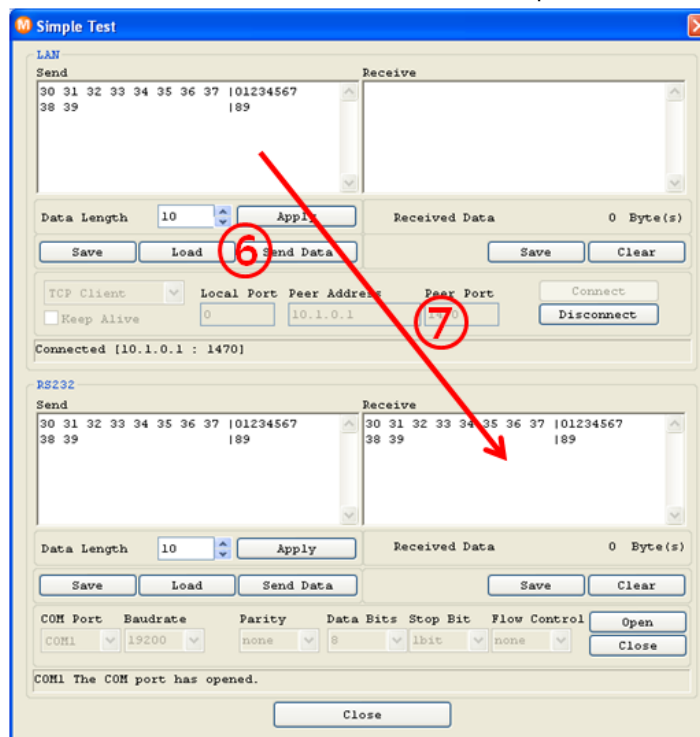 Simple Test
LAN
Send Receive
30 31 32 33 34 35 36 37 |01234567
38 39 |89
Data Length 10 Apply Received Data 0 Byte(s)
Save Load Send Data Save Clear
⑥
TCP Client Local Port Peer Address Peer Port Connect
Keep Alive 0 10.1.0.1 1470 Disconnect
⑦
Connected [10.1.0.1 : 1470]
RS232
Send Receive
30 31 32 33 34 35 36 37 |01234567 30 31 32 33 34 35 36 37 |01234567
38 39 |89 38 39 |89
Data Length 10 Apply Received Data 0 Byte(s)
Save Load Send Data Save Clear
COM Port Baudrate Parity Data Bits Stop Bit Flow Control Open
COM1 19200 none 8 1bit none Close
COM1 The COM port has opened.
Close